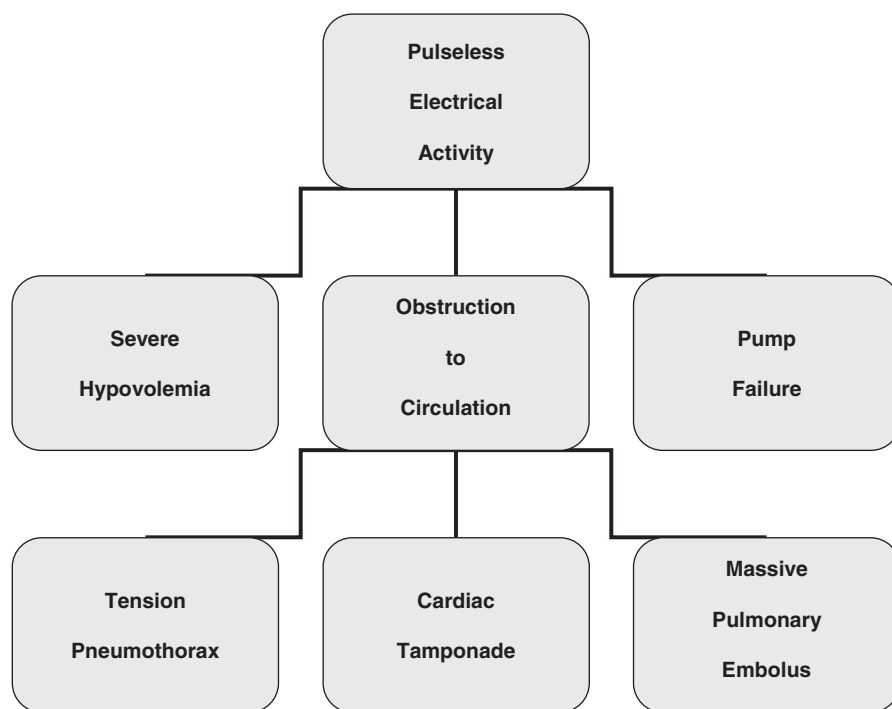 Pulseless
Electrical
Activity
Severe
Hypovolemia
Obstruction
to
Circulation
Pump
Failure
Tension
Pneumothorax
Cardiac
Tamponade
Massive
Pulmonary
Embolus